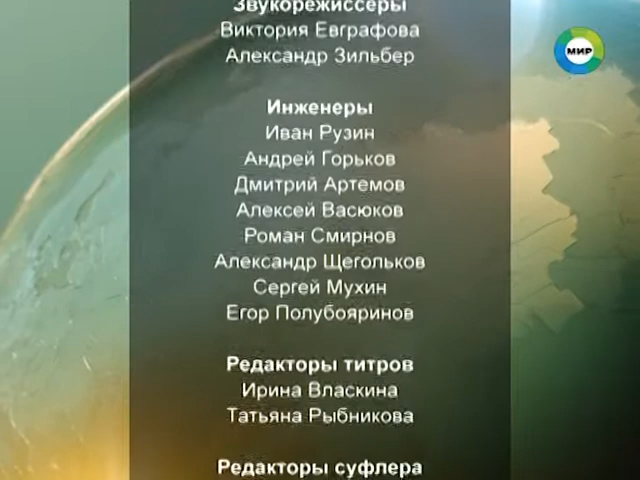 Звукорежиссеры
Виктория Евграфова
Александр Зильбер
МИР
Инженеры
Иван Рузин
Андрей Горьков
Дмитрий Артемов
Алексей Васюков
Роман Смирнов
Александр Щегольков
Сергей Мухин
Егор Полубояринов
Редакторы титров
Ирина Власкина
Татьяна Рыбникова
Редакторы суфлера